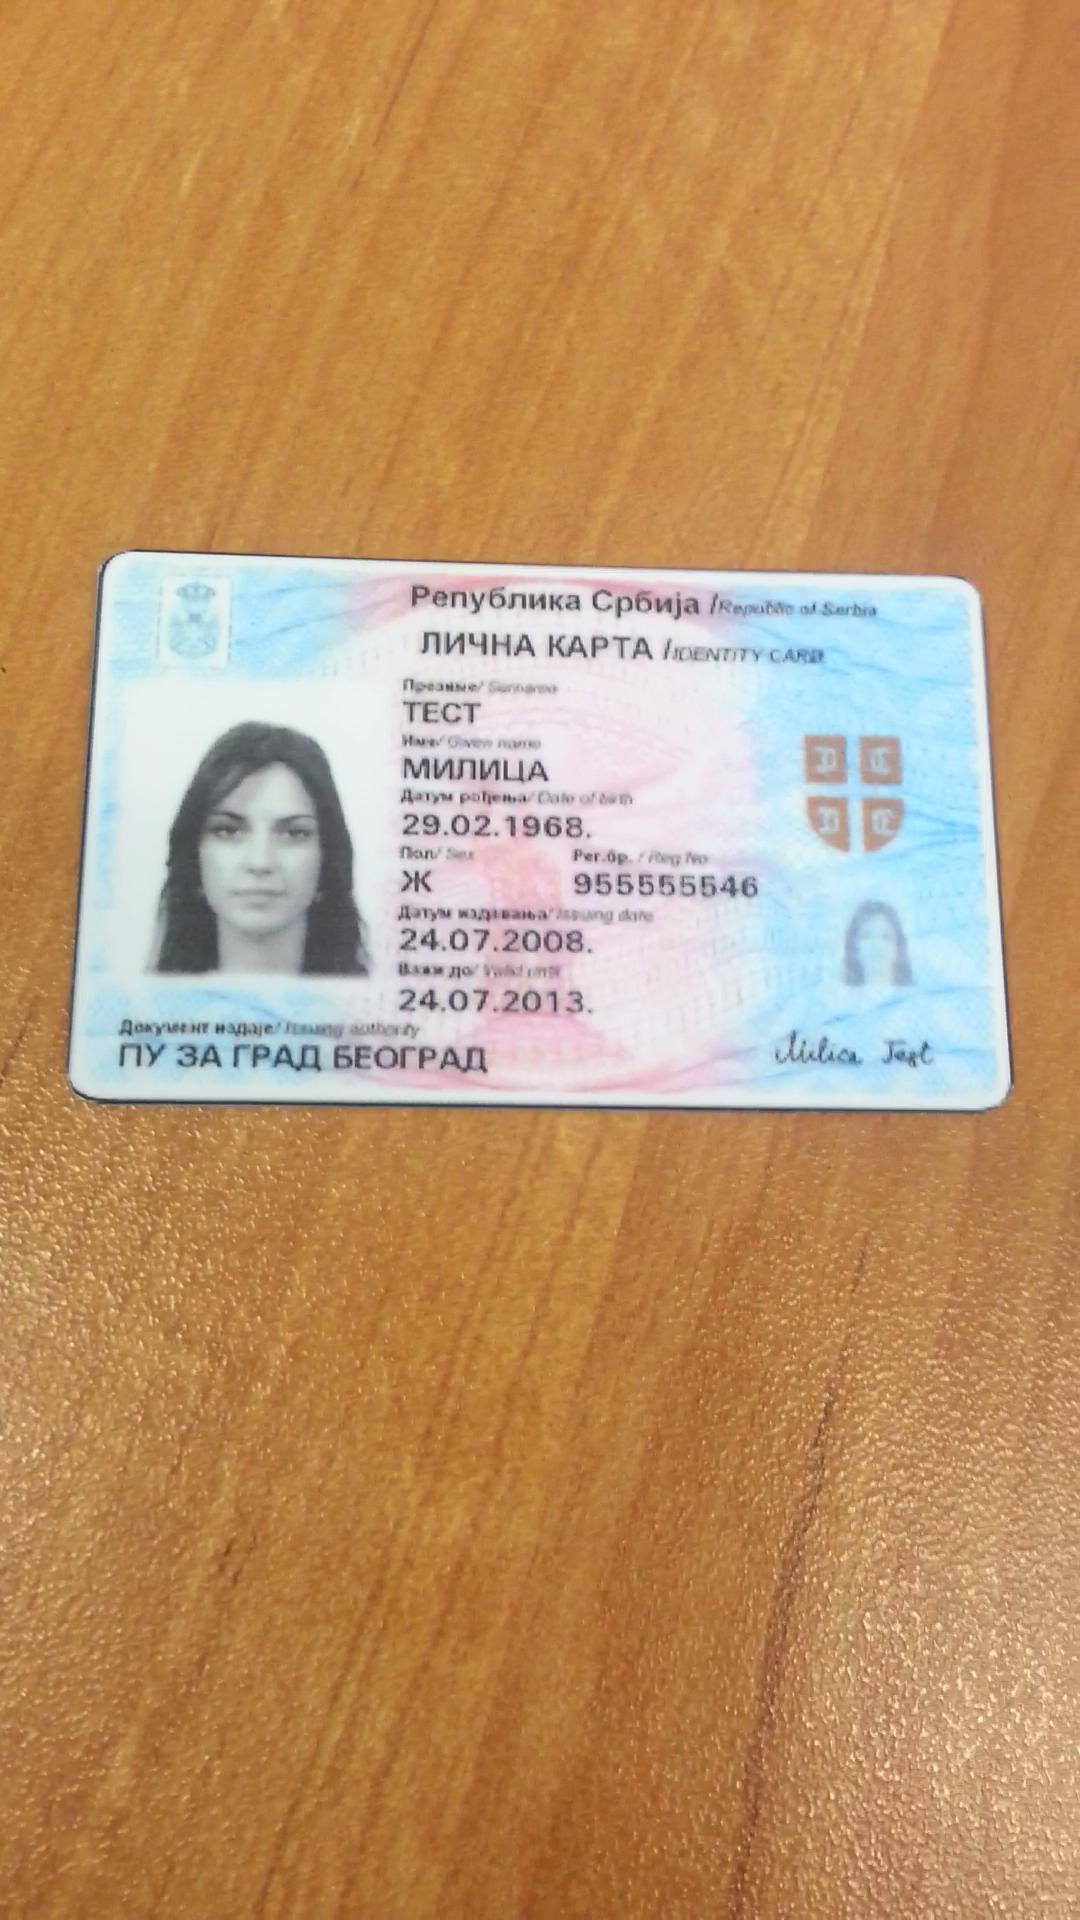 Република Србија / Republic of Serbia
ЛИЧНА КАРТА / IDENTITY CARD
Презиме/ Surname
ТЕСТ
Име/ Given name
МИЛИЦА
Датум рођења/ Date of birth
29.02.1968.
Пол/ Sex Рег.бр. / Reg No
Ж 955555546
Датум издавања/ Issuing date
24.07.2008.
Важи до/ Valid until
24.07.2013.
Документ издаје/ Issuing authority
ПУ ЗА ГРАД БЕОГРАД
Milica Test